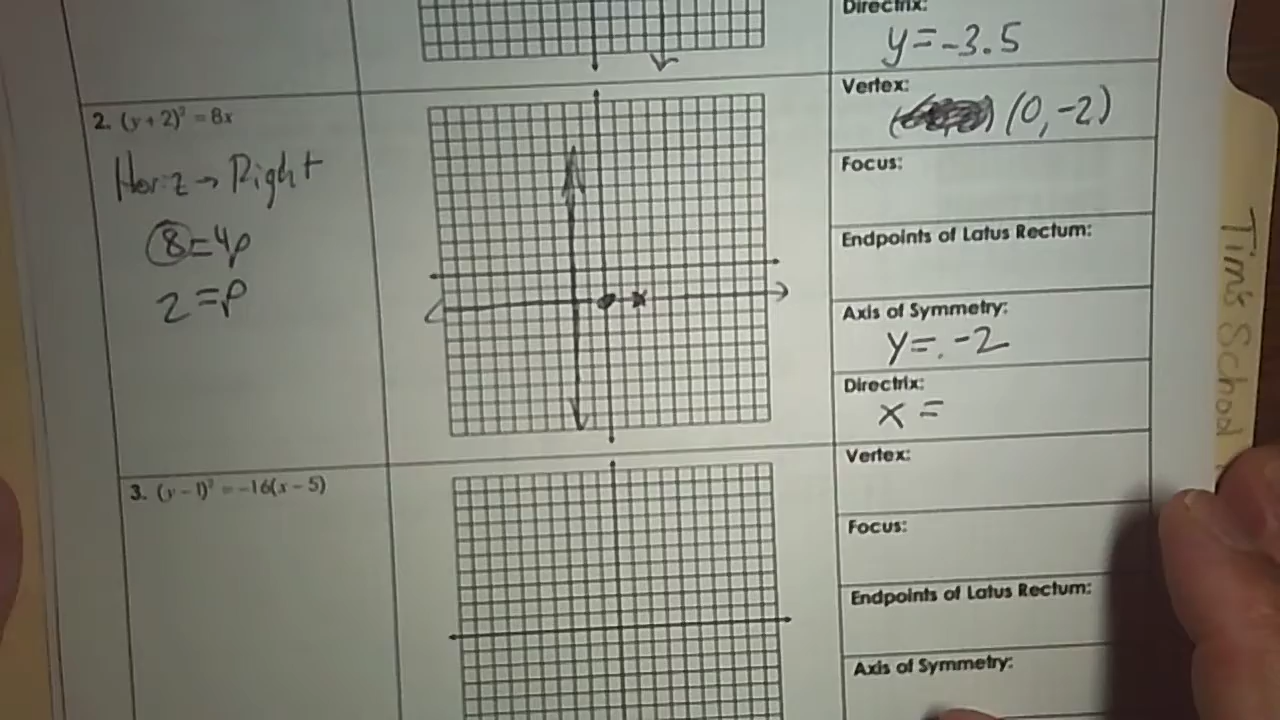 Directrix:
y = -3.5
2. (y + 2)² = 8x
Horiz → Right
8 = 4p
2 = p
Vertex:
(0, -2)
Focus:
Endpoints of Latus Rectum:
Axis of Symmetry:
y = -2
Directrix:
x =
3. (y - 1)² = -16(x - 5)
Vertex:
Focus:
Endpoints of Latus Rectum:
Axis of Symmetry:
Tim's School